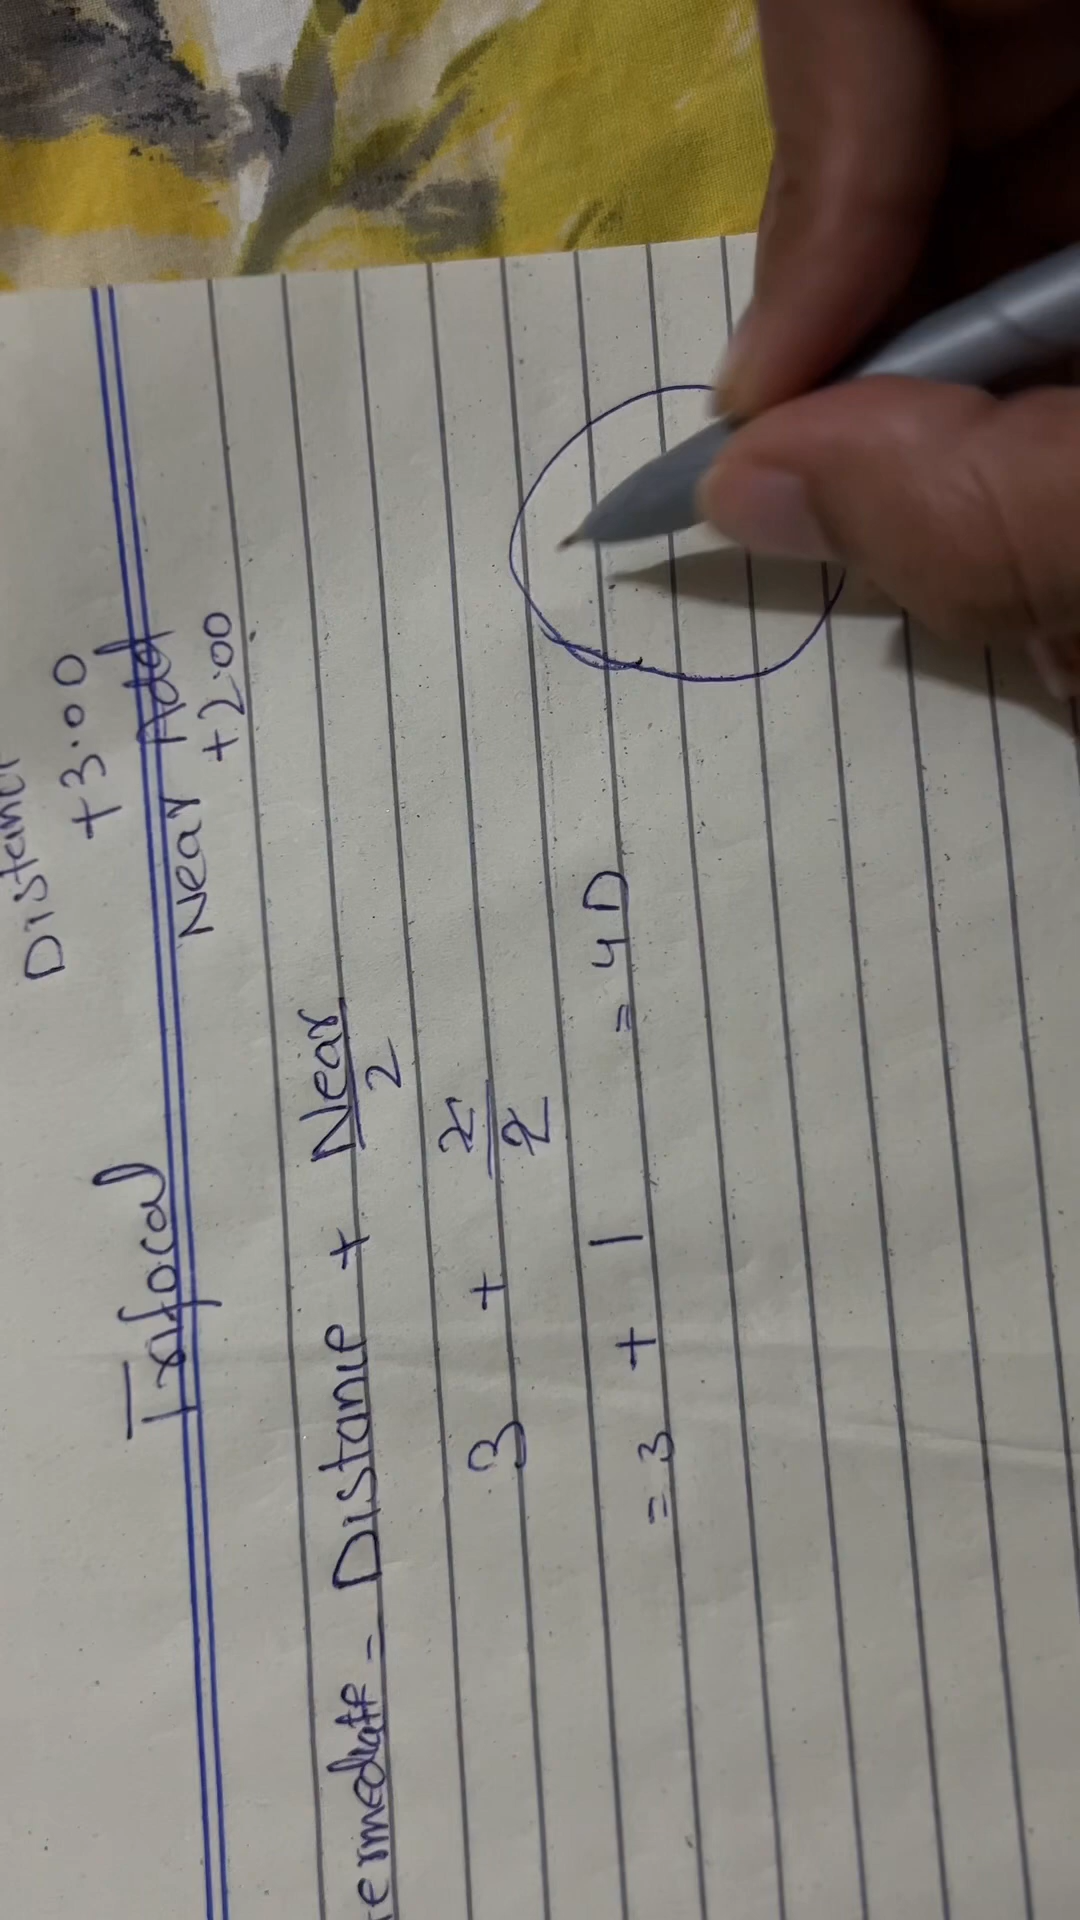 Distance
+3.00
Trifocal
Near Add
+2.00
ermediate = Distance + Near/2
3 + 2/2
= 3 + 1 = 4D